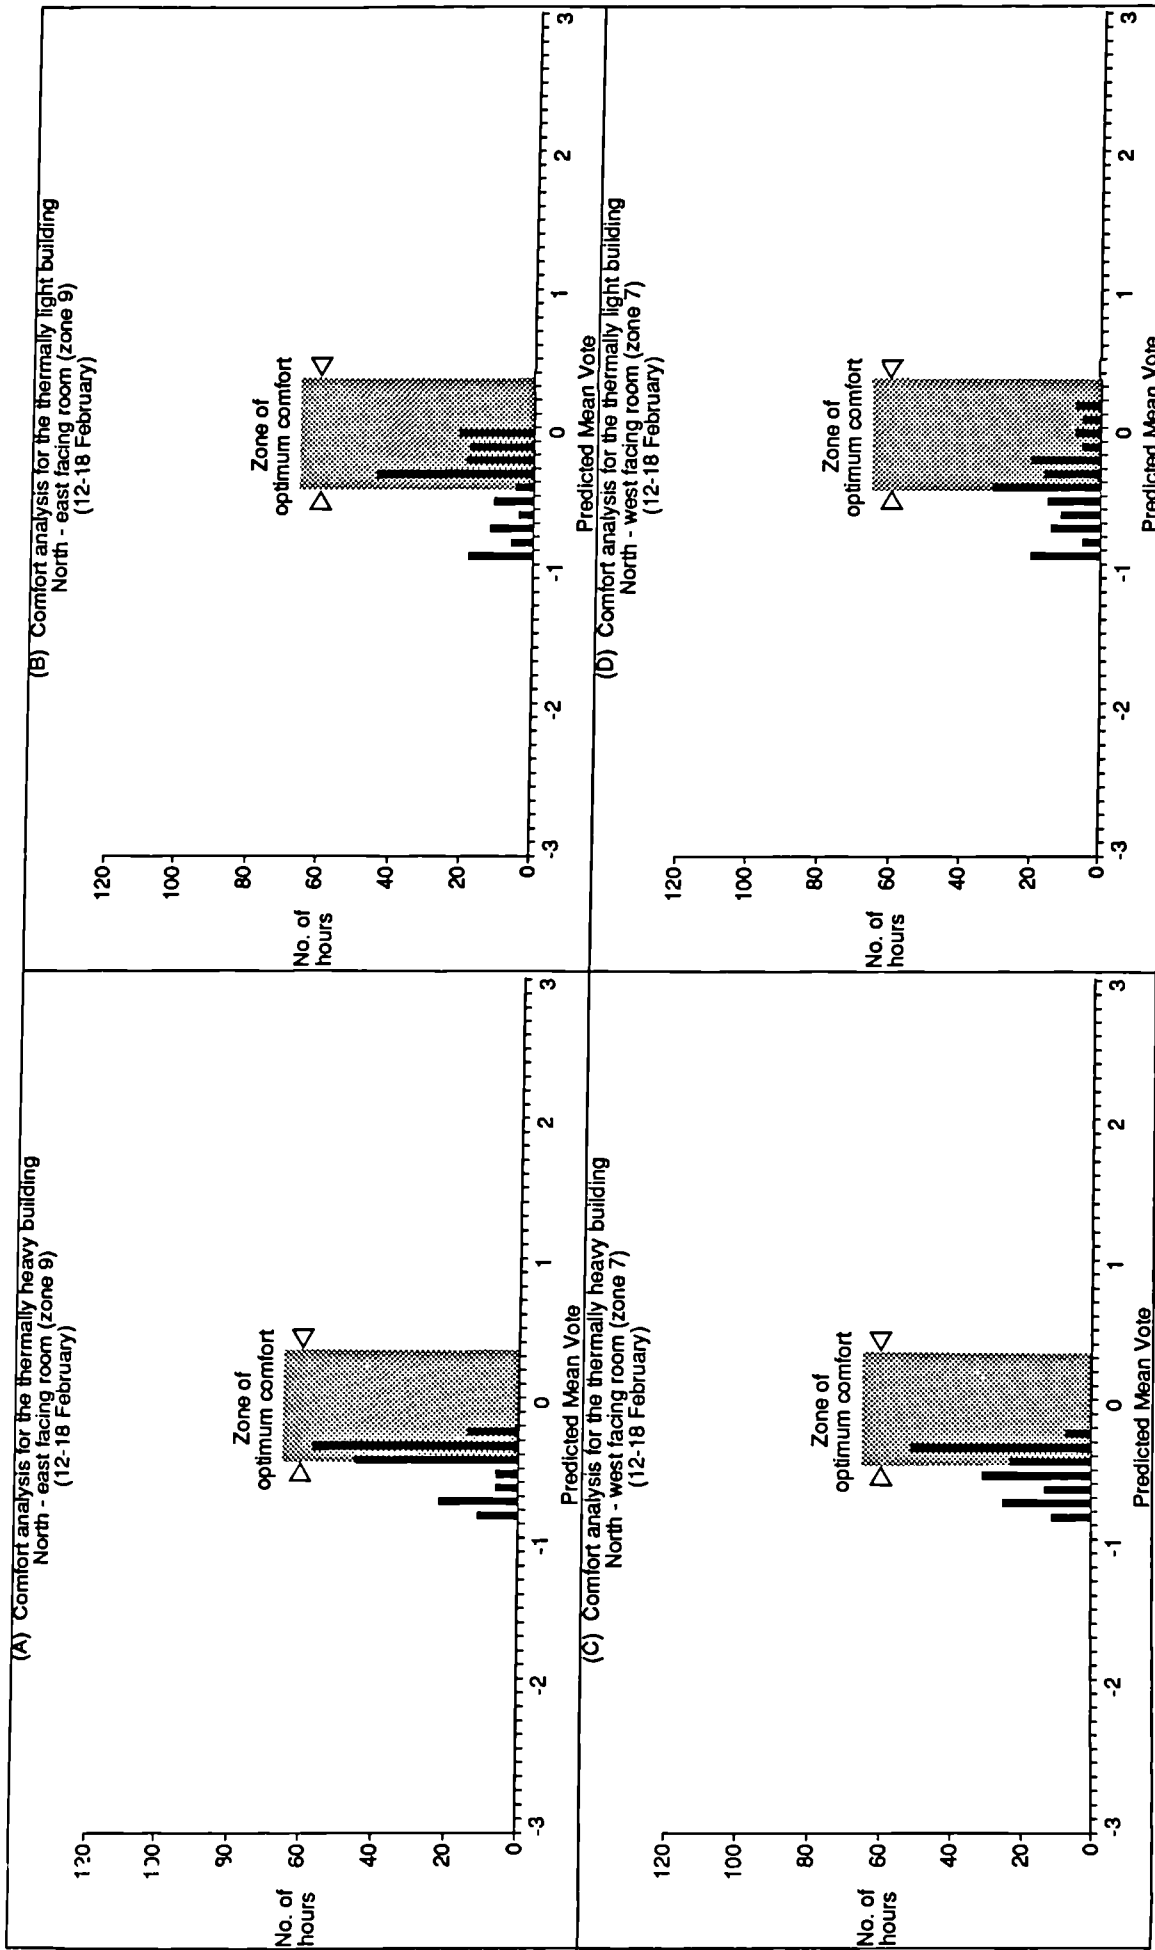 (A) Comfort analysis for the thermally heavy building
North - east facing room (zone 9)
(12-18 February)
120
100
80
60
40
20
0
No. of
hours
Zone of
optimum comfort
-3
-2
-1
0
1
2
3
Predicted Mean Vote
(B) Comfort analysis for the thermally light building
North - east facing room (zone 9)
(12-18 February)
120
100
80
60
40
20
0
No. of
hours
Zone of
optimum comfort
-3
-2
-1
0
1
2
3
Predicted Mean Vote
(C) Comfort analysis for the thermally heavy building
North - west facing room (zone 7)
(12-18 February)
120
100
80
60
40
20
0
No. of
hours
Zone of
optimum comfort
-3
-2
-1
0
1
2
3
Predicted Mean Vote
(D) Comfort analysis for the thermally light building
North - west facing room (zone 7)
(12-18 February)
120
100
80
60
40
20
0
No. of
hours
Zone of
optimum comfort
-3
-2
-1
0
1
2
3
Predicted Mean Vote